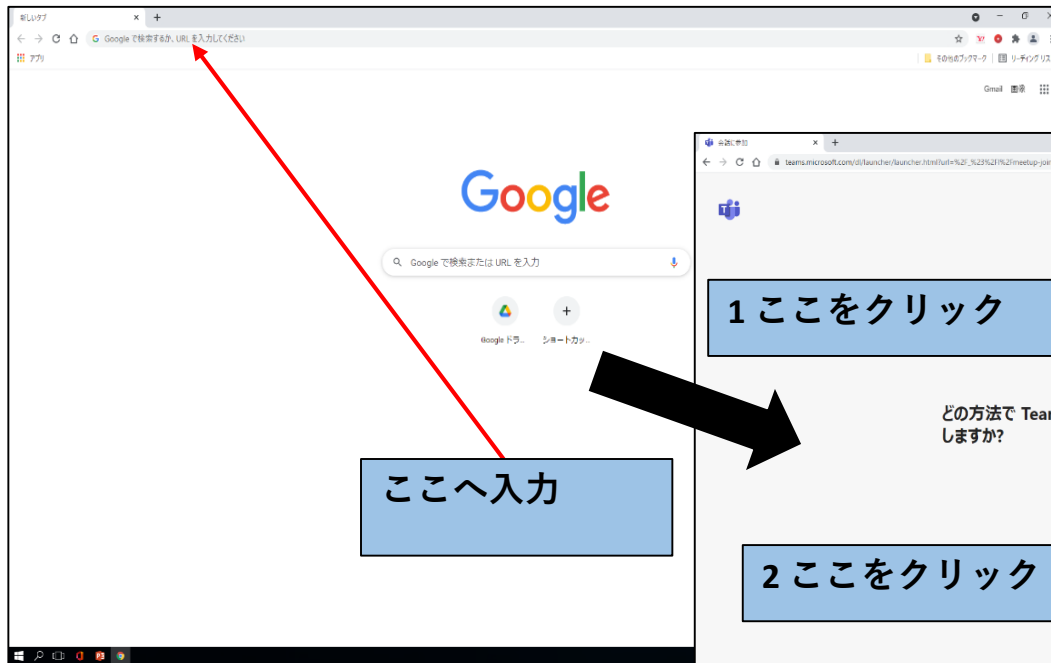 新しいタブ
Google で検索するか、URL を入力してください
アプリ
その他のブックマーク
リーディングリス
Gmail 画像
Google
Google で検索または URL を入力
Google ドラ...
ショートカッ...
ここへ入力
会話に参加
teams.microsoft.com/dl/launcher/launcher.html?url=%2F_%23%2Fl%2Fmeetup-join
1 ここをクリック
どの方法で Tear
しますか?
2 ここをクリック